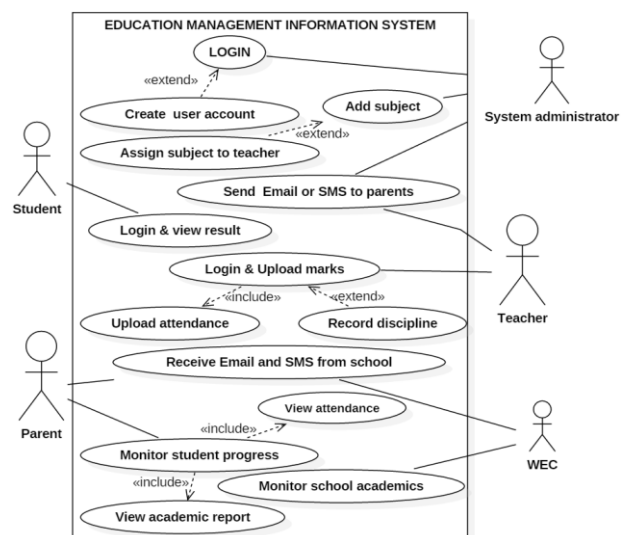 EDUCATION MANAGEMENT INFORMATION SYSTEM
LOGIN
«extend»
Create user account
Add subject
System administrator
«extend»
Assign subject to teacher
Send Email or SMS to parents
Student
Login & view result
Login & Upload marks
«include»
«extend»
Teacher
Upload attendance
Record discipline
Receive Email and SMS from school
View attendance
Parent
«include»
Monitor student progress
WEC
«include»
Monitor school academics
View academic report